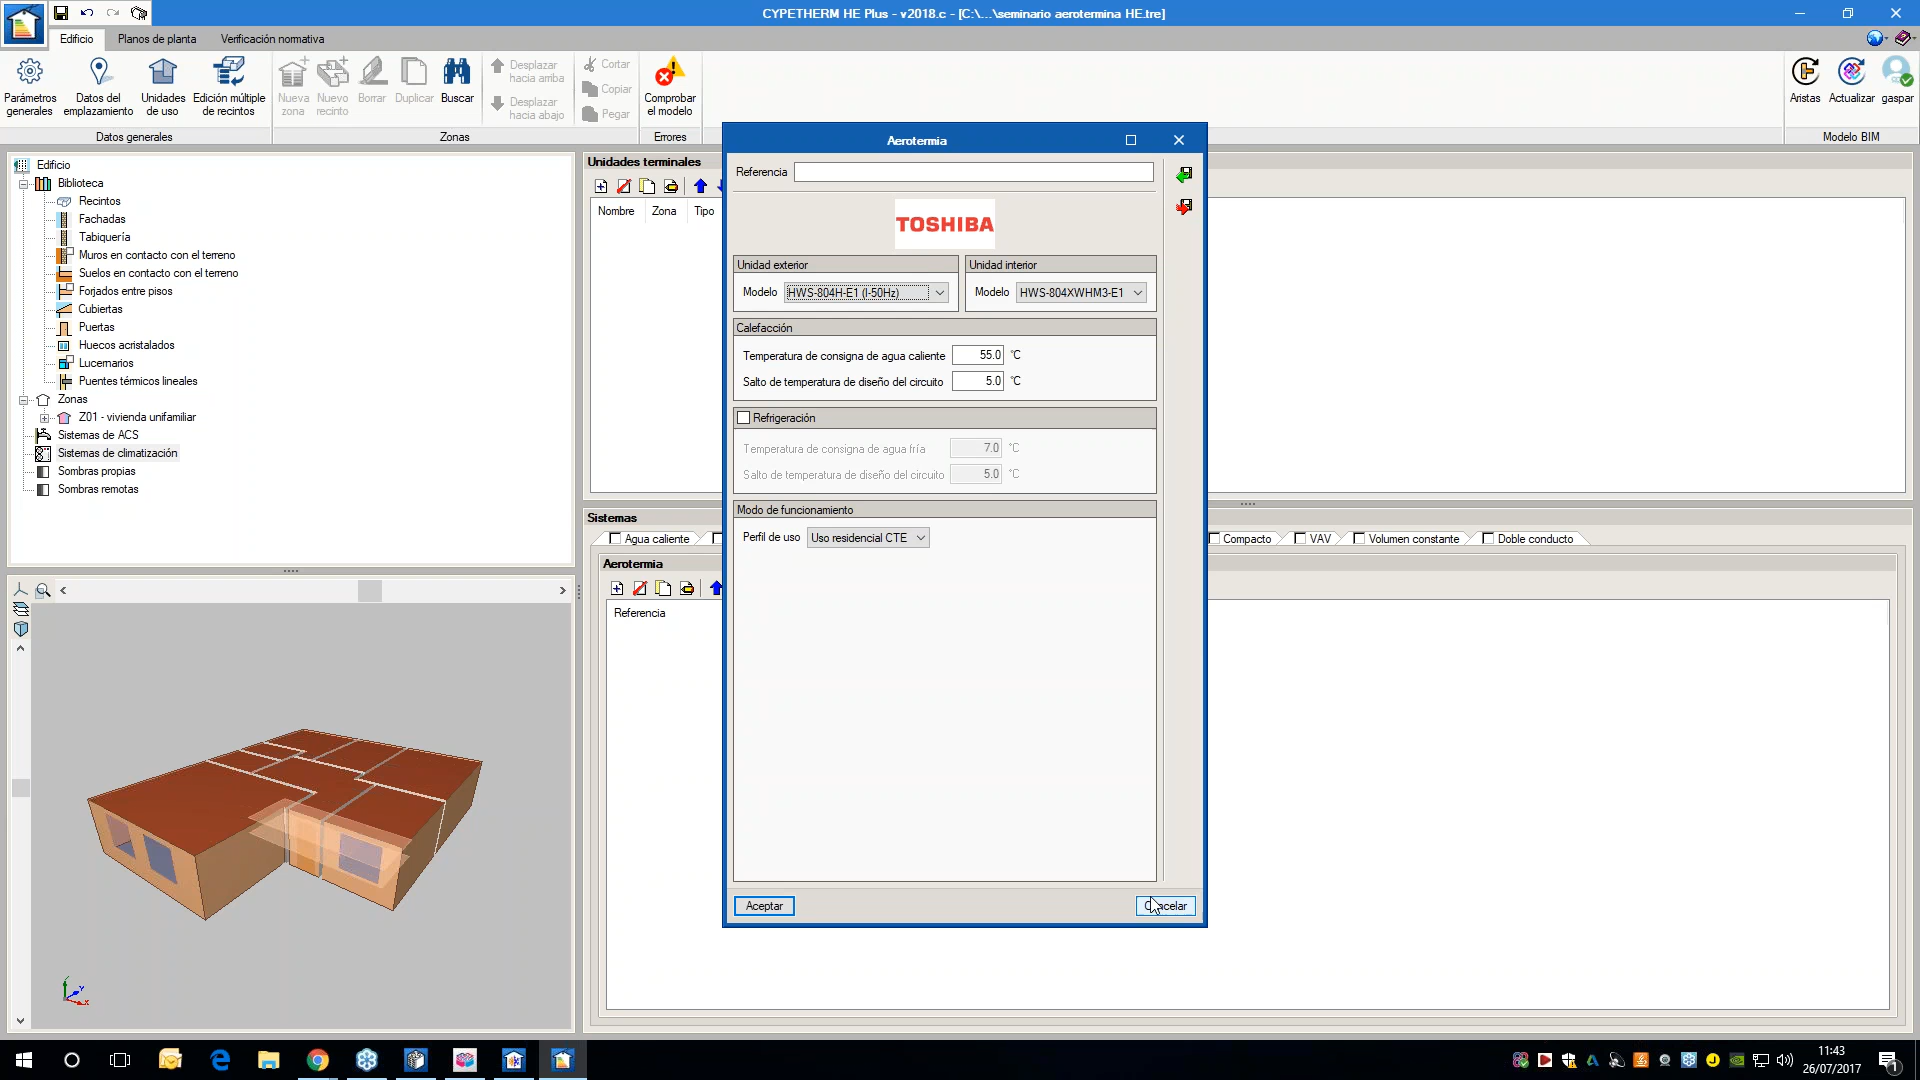 CYPETHERM HE Plus - v2018.c - [C:\...\seminario aerotermina HE.tre]
Edificio
Planos de planta
Verificación normativa
Parámetros generales
Datos del emplazamiento
Unidades de uso
Edición múltiple de recintos
Nueva zona
Nuevo recinto
Borrar
Duplicar
Buscar
Desplazar hacia arriba
Desplazar hacia abajo
Cortar
Copiar
Pegar
Comprobar el modelo
Aristas
Actualizar
gaspar
Datos generales
Zonas
Errores
Modelo BIM
Edificio
Biblioteca
Recintos
Fachadas
Tabiquería
Muros en contacto con el terreno
Suelos en contacto con el terreno
Forjados entre pisos
Cubiertas
Puertas
Huecos acristalados
Lucernarios
Puentes térmicos lineales
Zonas
Z01 - vivienda unifamiliar
Sistemas de ACS
Sistemas de climatización
Sombras propias
Sombras remotas
Unidades terminales
Nombre
Zona
Tipo
Sistemas
Agua caliente
Compacto
VAV
Volumen constante
Doble conducto
Aerotermia
Referencia
Aerotermia
Referencia
TOSHIBA
Unidad exterior
Modelo
HWS-804H-E1 (I-50Hz)
Unidad interior
Modelo
HWS-804XWHM3-E1
Calefacción
Temperatura de consigna de agua caliente
55.0
°C
Salto de temperatura de diseño del circuito
5.0
°C
Refrigeración
Temperatura de consigna de agua fría
7.0
°C
Salto de temperatura de diseño del circuito
5.0
°C
Modo de funcionamiento
Perfil de uso
Uso residencial CTE
Aceptar
11:43
26/07/2017